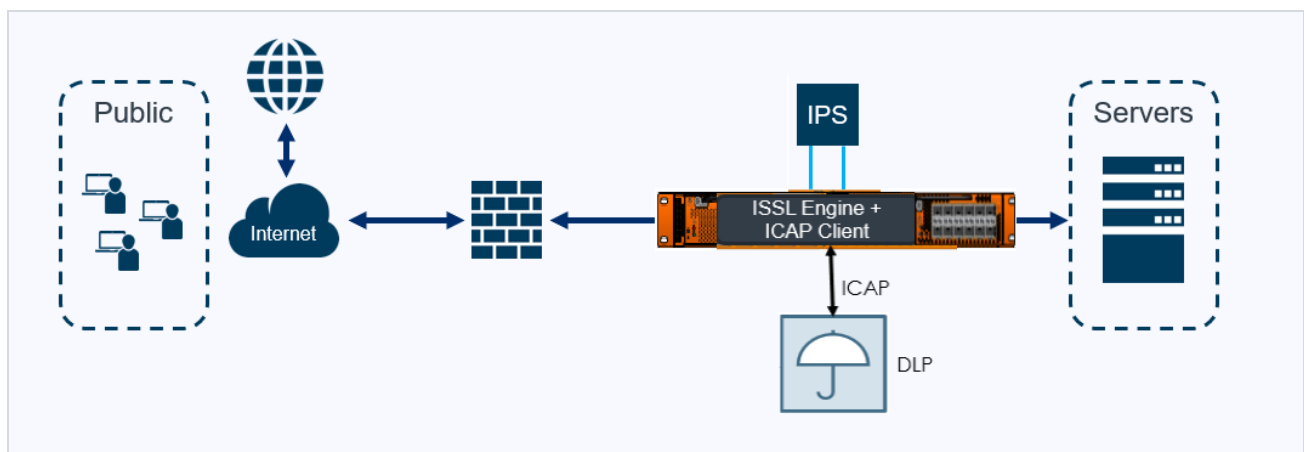 Public
Internet
IPS
ISSL Engine +
ICAP Client
ICAP
DLP
Servers